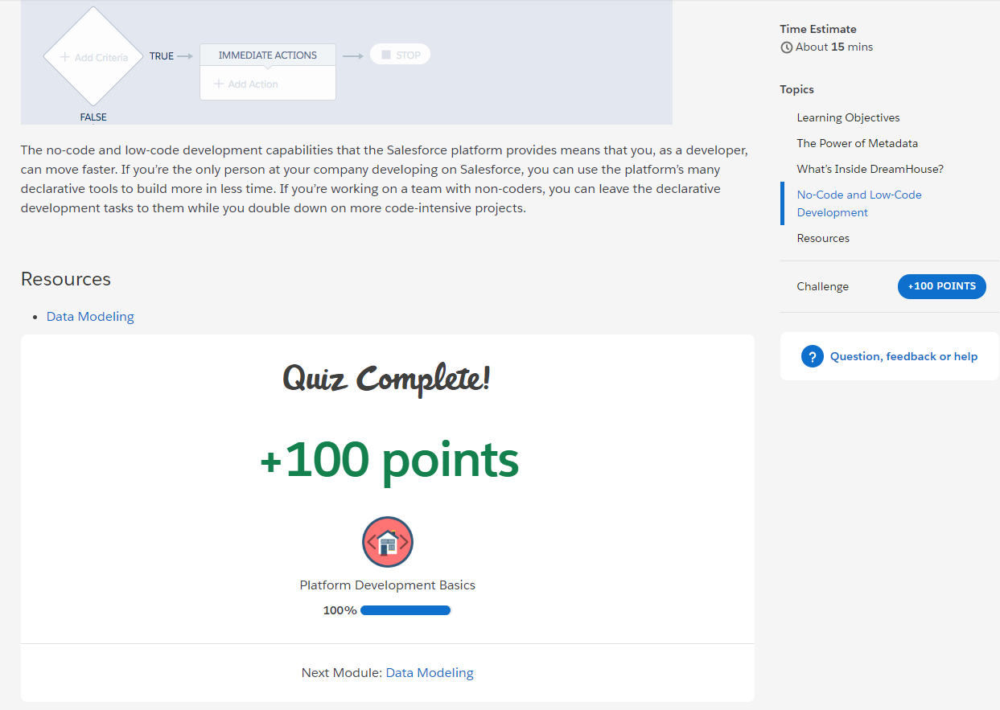 Add Criteria
TRUE
IMMEDIATE ACTIONS
Add Action
STOP
FALSE
The no-code and low-code development capabilities that the Salesforce platform provides means that you, as a developer,
can move faster. If you’re the only person at your company developing on Salesforce, you can use the platform’s many
declarative tools to build more in less time. If you’re working on a team with non-coders, you can leave the declarative
development tasks to them while you double down on more code-intensive projects.
Resources
• Data Modeling
Quiz Complete!
+100 points
Platform Development Basics
100%
Next Module: Data Modeling
Time Estimate
About 15 mins
Topics
Learning Objectives
The Power of Metadata
What’s Inside DreamHouse?
No-Code and Low-Code
Development
Resources
Challenge
+100 POINTS
? Question, feedback or help